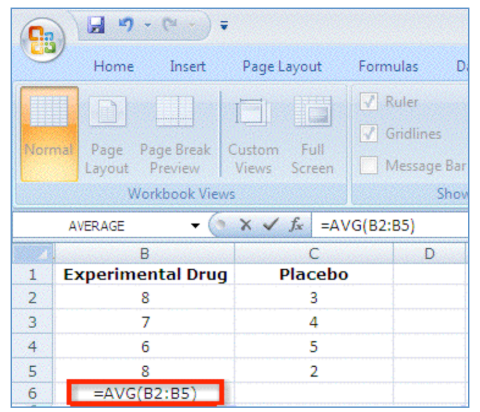 Home Insert Page Layout Formulas
Normal Page Layout Page Break Preview Custom Views Full Screen
Ruler
Gridlines
Message Bar
Workbook Views
AVERAGE fx =AVG(B2:B5)
B C D
1 Experimental Drug Placebo
2 8 3
3 7 4
4 6 5
5 8 2
6 =AVG(B2:B5)